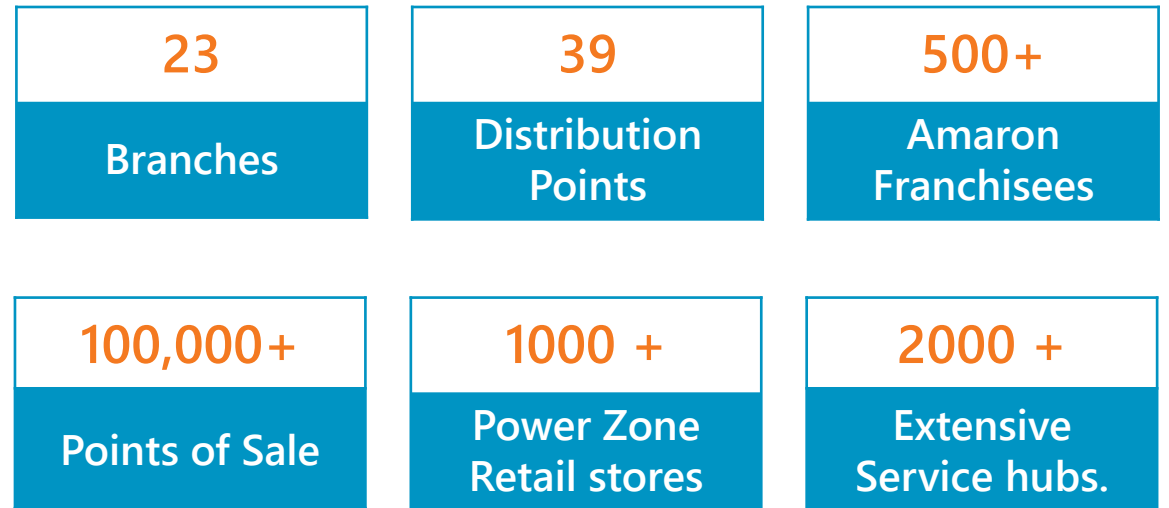 23
Branches
39
Distribution
Points
500+
Amaron
Franchisees
100,000+
Points of Sale
1000 +
Power Zone
Retail stores
2000 +
Extensive
Service hubs.